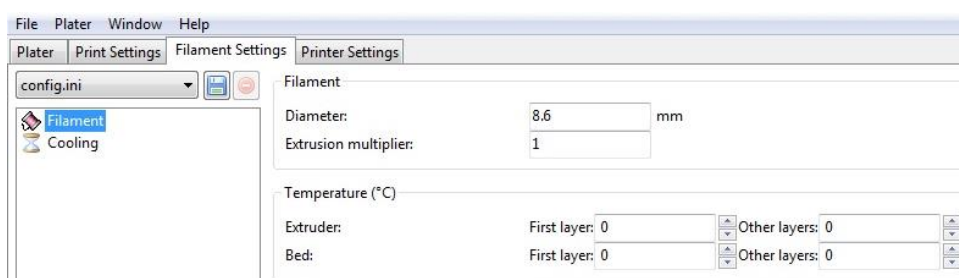 File Plater Window Help
Plater Print Settings Filament Settings Printer Settings
config.ini
Filament
Cooling
Filament
Diameter: 8.6 mm
Extrusion multiplier: 1
Temperature (°C)
Extruder: First layer: 0 Other layers: 0
Bed: First layer: 0 Other layers: 0